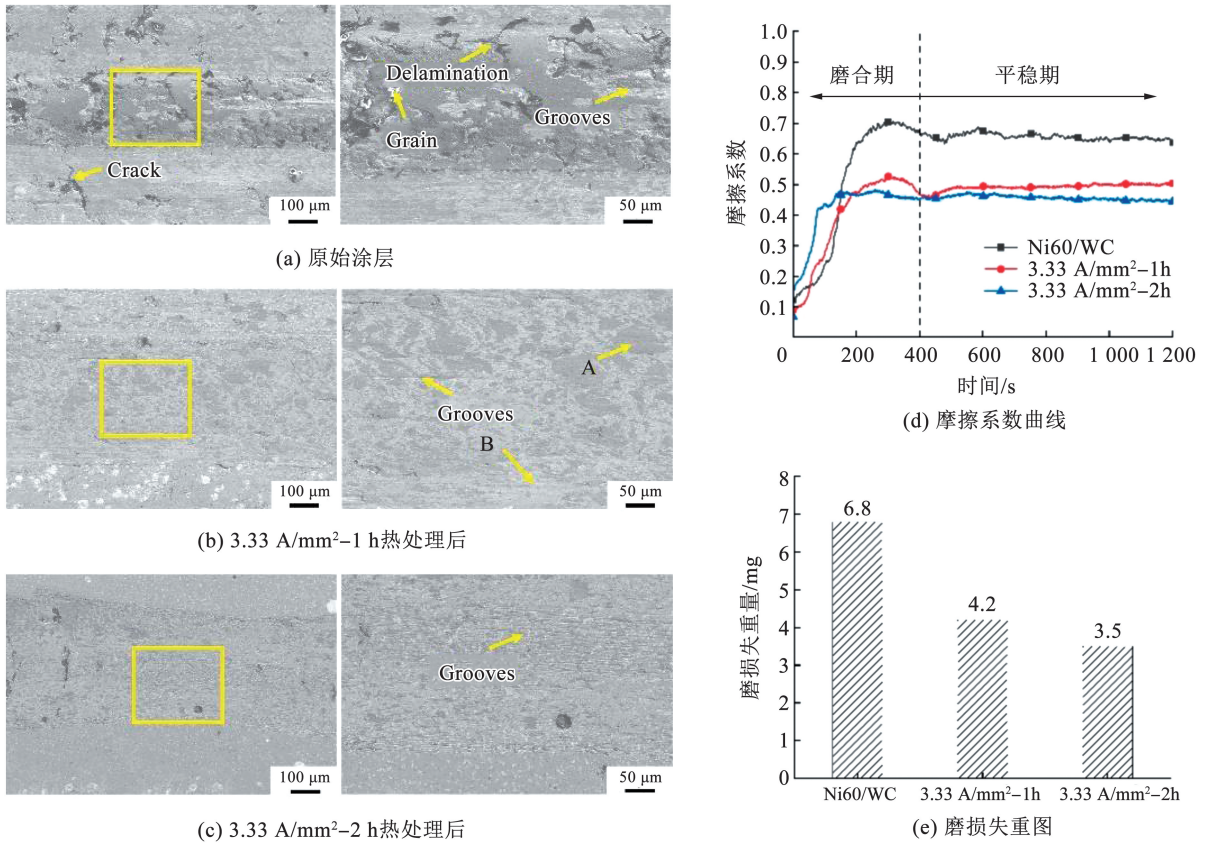 Delamination
Grooves
Grain
Crack
100 μm
50 μm
(a) 原始涂层
A
Grooves
B
100 μm
50 μm
(b) 3.33 A/mm²–1 h热处理后
Grooves
100 μm
50 μm
(c) 3.33 A/mm²–2 h热处理后
1.0
0.9
0.8
0.7
0.6
0.5
0.4
0.3
0.2
0.1
摩擦系数
磨合期
平稳期
Ni60/WC
3.33 A/mm²–1h
3.33 A/mm²–2h
0 200 400 600 800 1 000 1 200
时间/s
(d) 摩擦系数曲线
8
7
6
5
4
3
2
1
0
磨损失重量/mg
6.8
4.2
3.5
Ni60/WC 3.33 A/mm²–1h 3.33 A/mm²–2h
(e) 磨损失重图